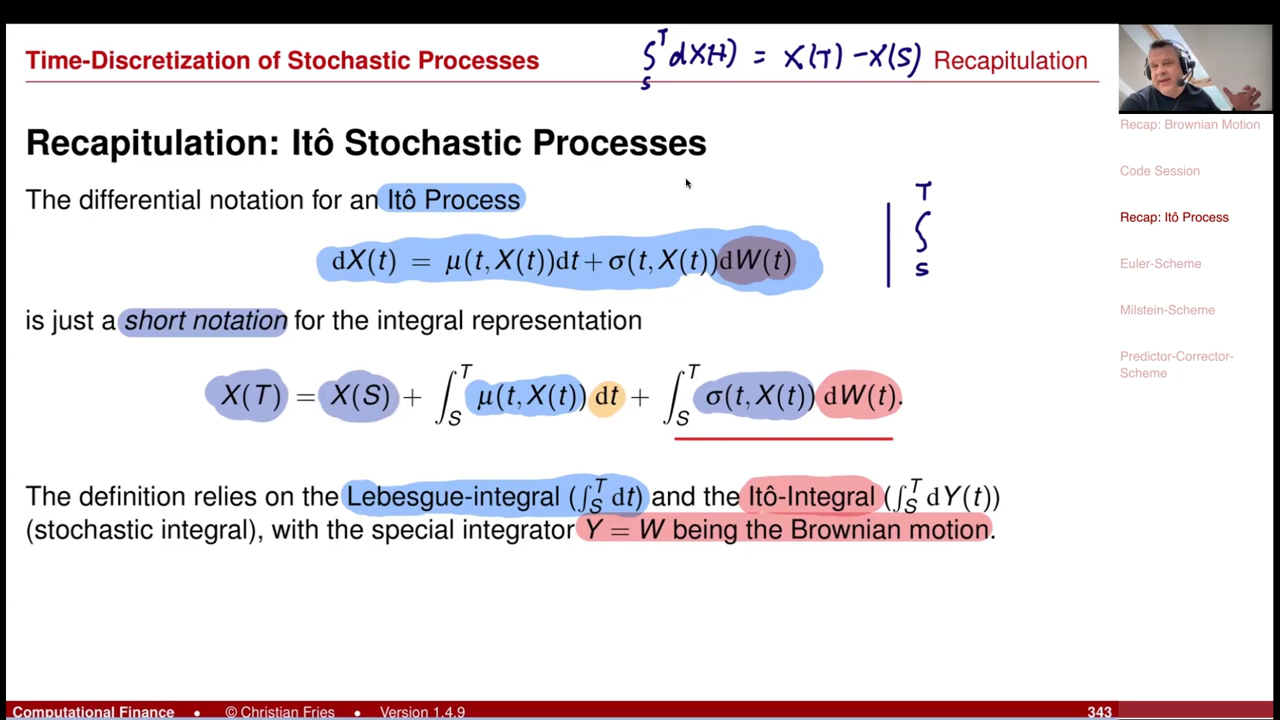 Time-Discretization of Stochastic Processes
∫_S^T dX(t) = X(T) - X(S)
Recapitulation
Recapitulation: Itô Stochastic Processes
The differential notation for an Itô Process
dX(t) = μ(t,X(t))dt + σ(t,X(t))dW(t)
| ∫_S^T
is just a short notation for the integral representation
X(T) = X(S) + ∫_S^T μ(t,X(t)) dt + ∫_S^T σ(t,X(t)) dW(t).
The definition relies on the Lebesgue-integral (∫_S^T dt) and the Itô-Integral (∫_S^T dY(t))
(stochastic integral), with the special integrator Y = W being the Brownian motion.
Recap: Brownian Motion
Code Session
Recap: Itô Process
Euler-Scheme
Milstein-Scheme
Predictor-Corrector-
Scheme
Computational Finance • © Christian Fries • Version 1.4.9 343